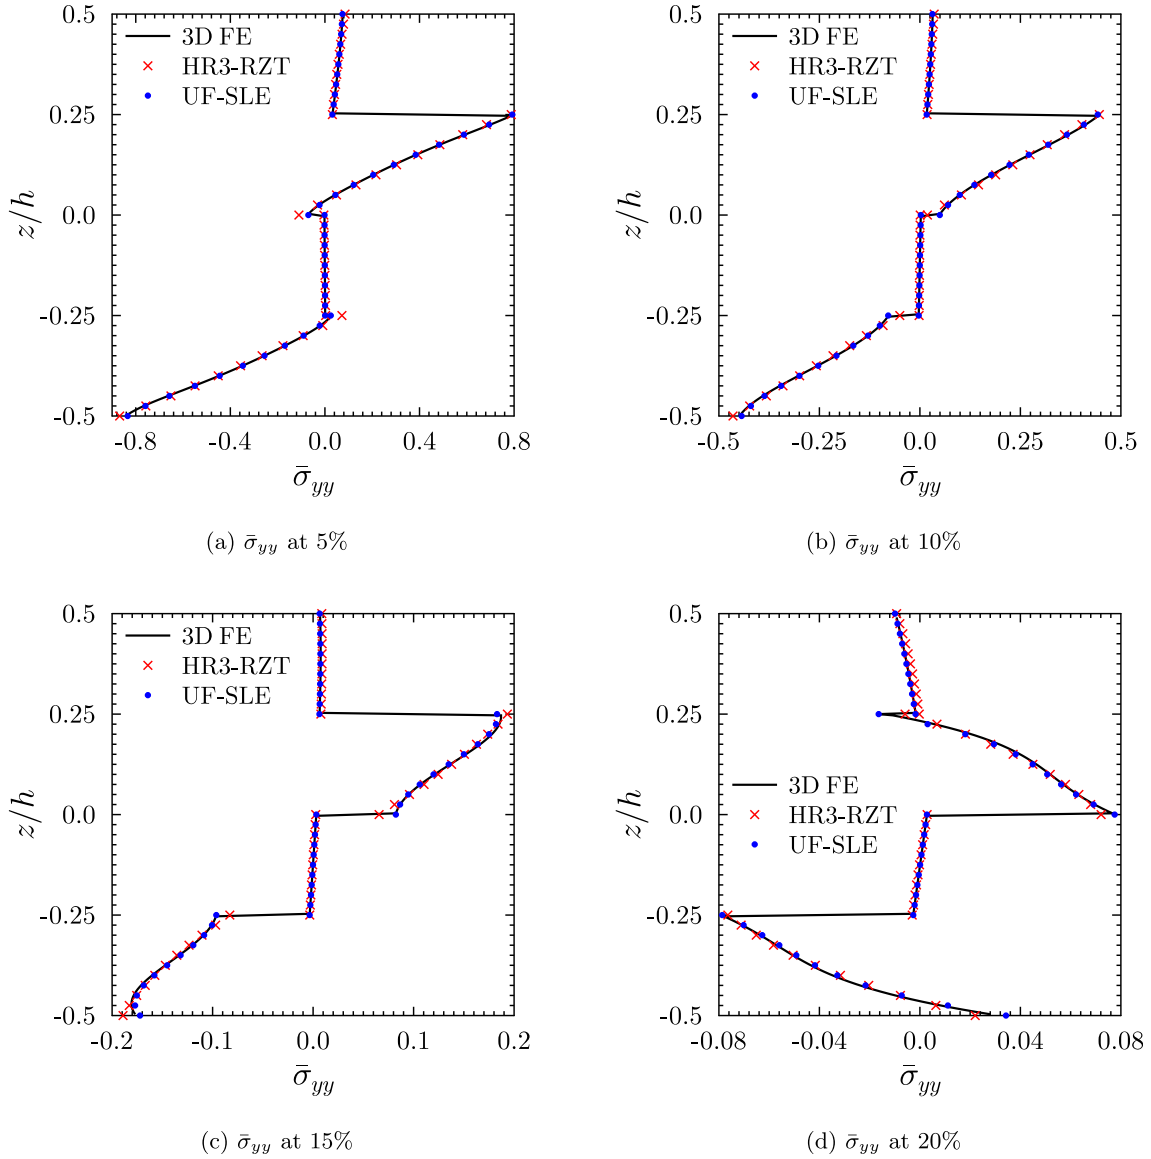 0.5
0.25
0.0
-0.25
-0.5
z/h
3D FE
HR3-RZT
UF-SLE
-0.8 -0.4 0.0 0.4 0.8
σ̄yy
(a) σ̄yy at 5%
0.5
0.25
0.0
-0.25
-0.5
z/h
3D FE
HR3-RZT
UF-SLE
-0.5 -0.25 0.0 0.25 0.5
σ̄yy
(b) σ̄yy at 10%
0.5
0.25
0.0
-0.25
-0.5
z/h
3D FE
HR3-RZT
UF-SLE
-0.2 -0.1 0.0 0.1 0.2
σ̄yy
(c) σ̄yy at 15%
0.5
0.25
0.0
-0.25
-0.5
z/h
3D FE
HR3-RZT
UF-SLE
-0.08 -0.04 0.0 0.04 0.08
σ̄yy
(d) σ̄yy at 20%